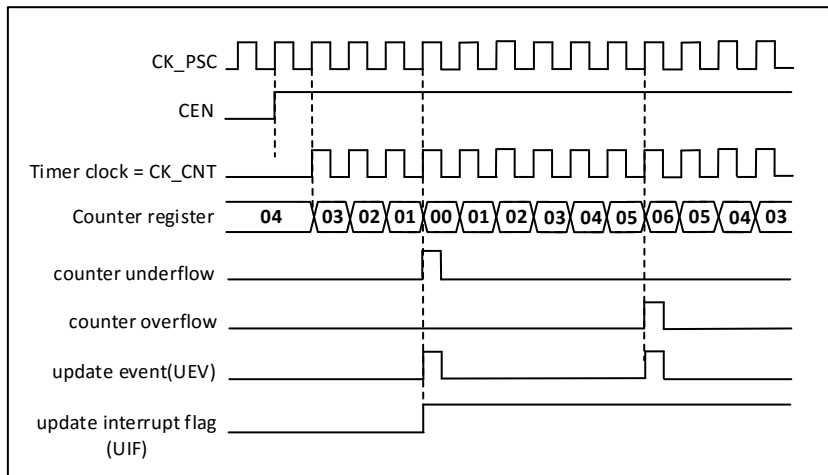 CK_PSC
CEN
Timer clock = CK_CNT
Counter register 04 03 02 01 00 01 02 03 04 05 06 05 04 03
counter underflow
counter overflow
update event(UEV)
update interrupt flag
(UIF)